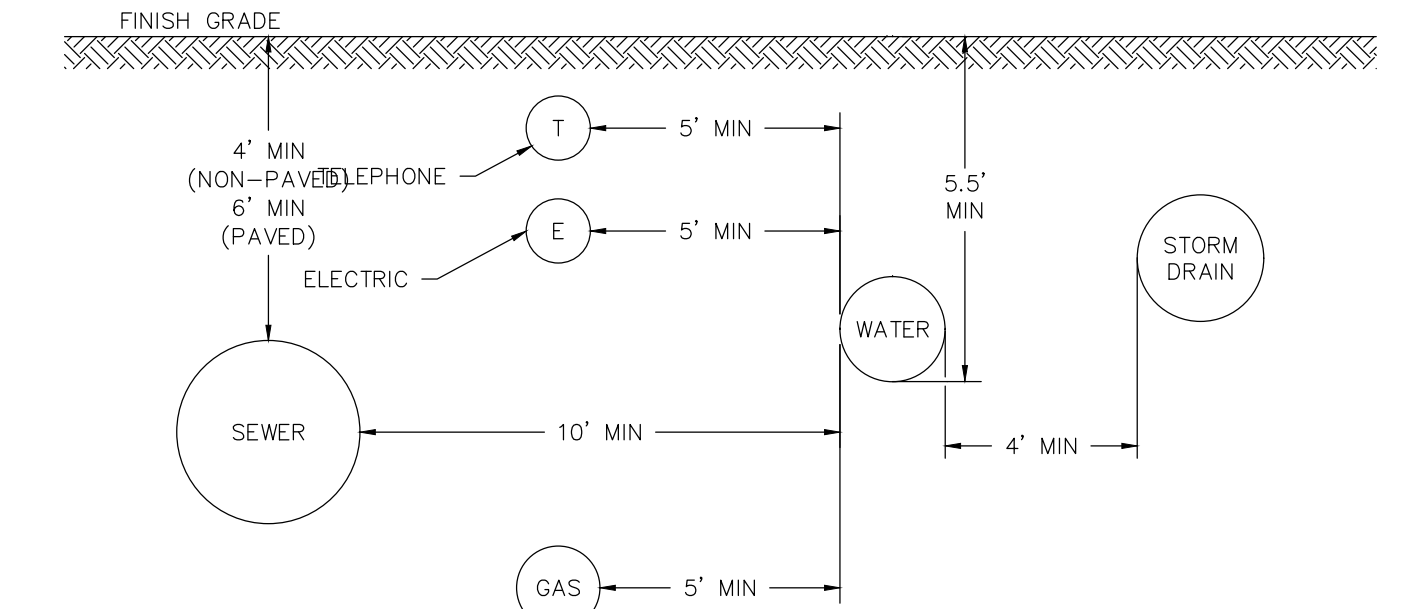 FINISH GRADE
T
5' MIN
4' MIN
(NON-PAVED)
TELEPHONE
6' MIN
(PAVED)
E
5' MIN
ELECTRIC
5.5'
MIN
STORM
DRAIN
WATER
SEWER
10' MIN
4' MIN
GAS
5' MIN